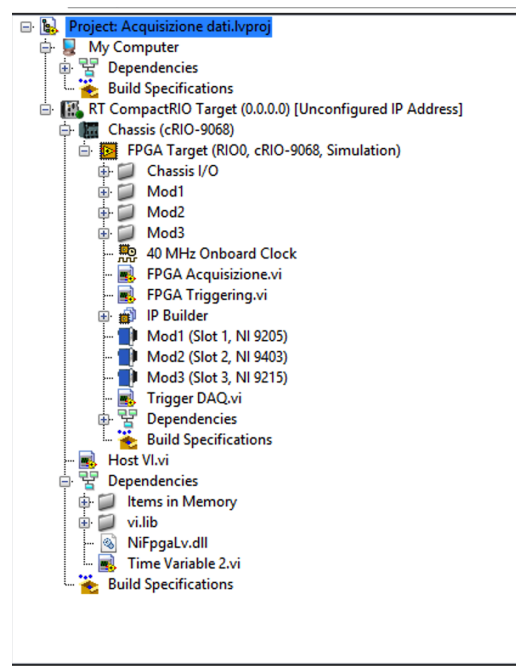 Project: Acquisizione dati.lvproj
My Computer
Dependencies
Build Specifications
RT CompactRIO Target (0.0.0.0) [Unconfigured IP Address]
Chassis (cRIO-9068)
FPGA Target (RIO0, cRIO-9068, Simulation)
Chassis I/O
Mod1
Mod2
Mod3
40 MHz Onboard Clock
FPGA Acquisizione.vi
FPGA Triggering.vi
IP Builder
Mod1 (Slot 1, NI 9205)
Mod2 (Slot 2, NI 9403)
Mod3 (Slot 3, NI 9215)
Trigger DAQ.vi
Dependencies
Build Specifications
Host VI.vi
Dependencies
Items in Memory
vi.lib
NiFpgaLv.dll
Time Variable 2.vi
Build Specifications